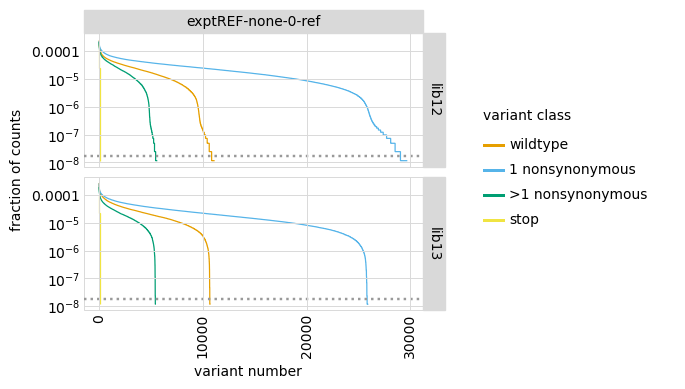 exptREF-none-0-ref
fraction of counts
0.0001
10⁻⁵
10⁻⁶
10⁻⁷
10⁻⁸
lib12
0.0001
10⁻⁵
10⁻⁶
10⁻⁷
10⁻⁸
lib13
0
10000
20000
30000
variant number
variant class
wildtype
1 nonsynonymous
>1 nonsynonymous
stop